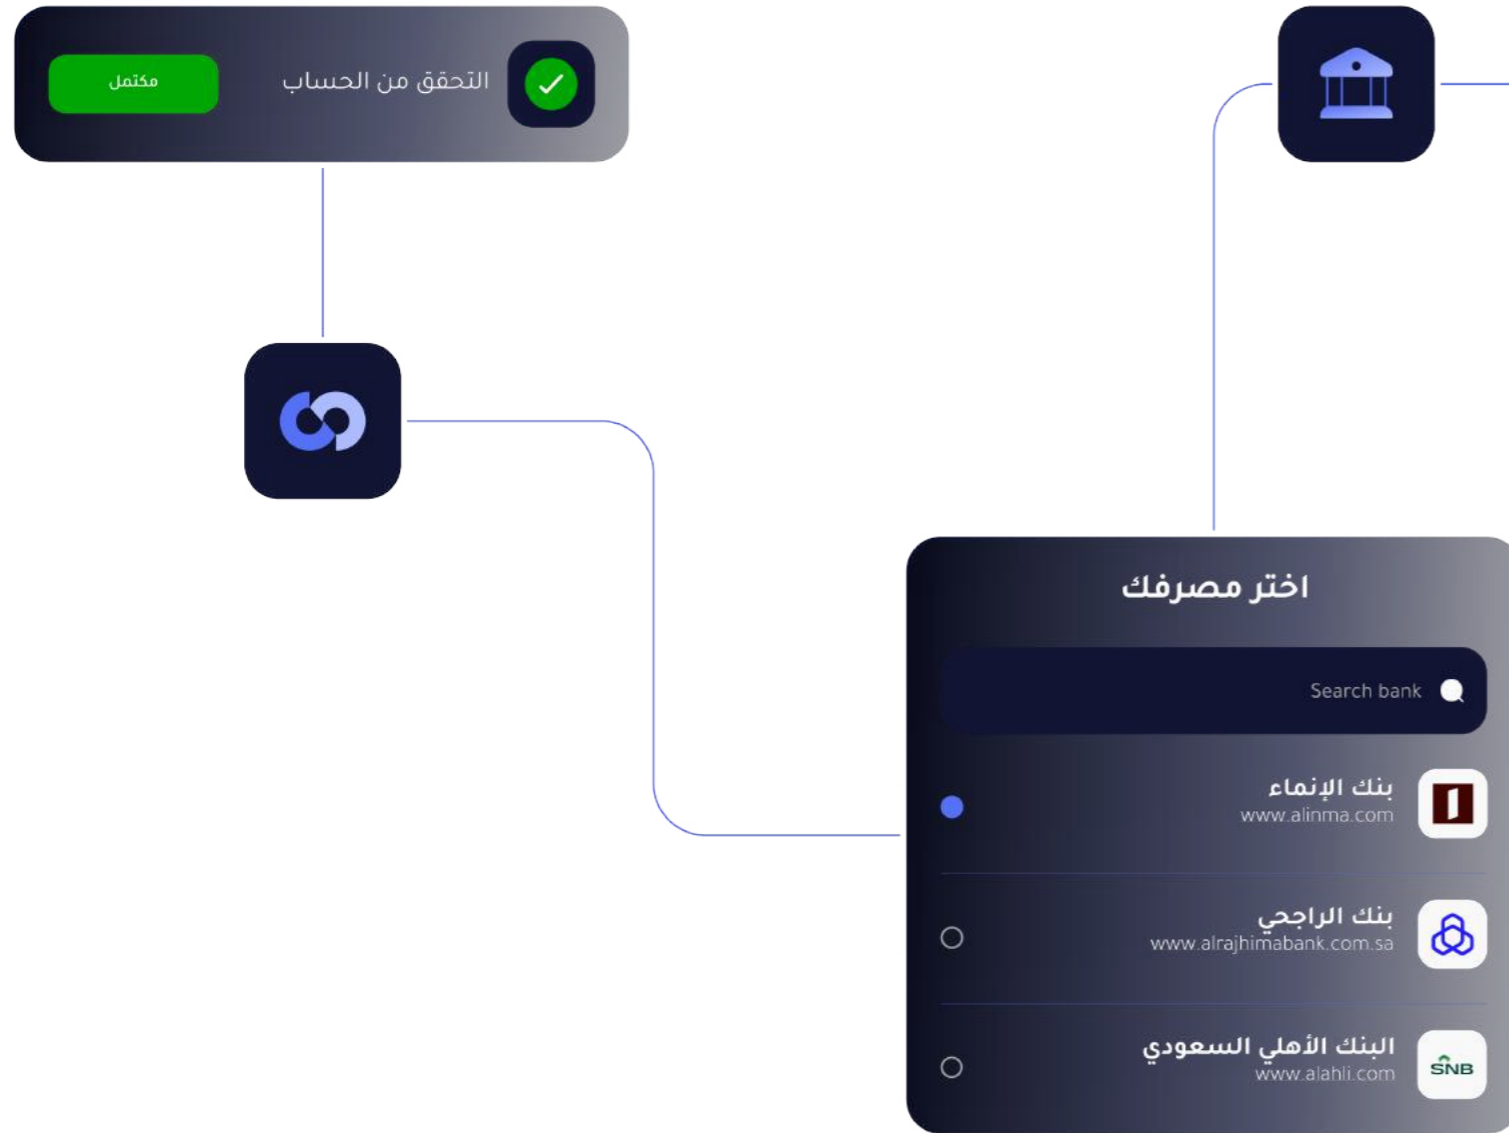 التحقق من الحساب
مكتمل
اختر مصرفك
Search bank
بنك الإنماء
www.alinma.com
بنك الراجحي
www.alrajhimabank.com.sa
البنك الأهلي السعودي
www.alahli.com
SNB